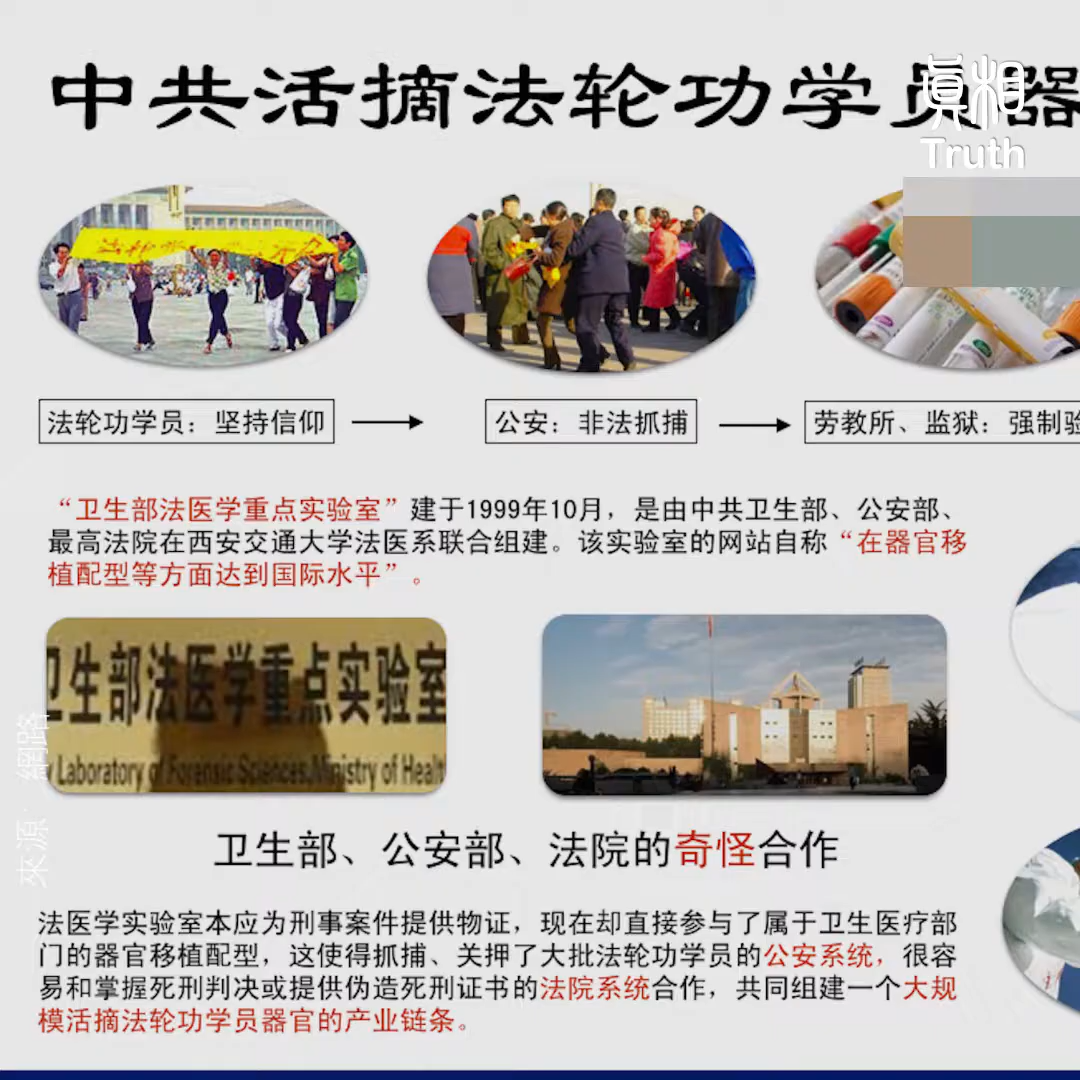 中共活摘法轮功学员器
真相
Truth
法轮功学员：坚持信仰
公安：非法抓捕
劳教所、监狱：强制验
“卫生部法医学重点实验室”建于1999年10月，是由中共卫生部、公安部、
最高法院在西安交通大学法医系联合组建。该实验室的网站自称“在器官移
植配型等方面达到国际水平”。
卫生部法医学重点实验室
Laboratory of Forensic Sciences,Ministry of Heal
來源：網路
卫生部、公安部、法院的奇怪合作
法医学实验室本应为刑事案件提供物证，现在却直接参与了属于卫生医疗部
门的器官移植配型，这使得抓捕、关押了大批法轮功学员的公安系统，很容
易和掌握死刑判决或提供伪造死刑证书的法院系统合作，共同组建一个大规
模活摘法轮功学员器官的产业链条。